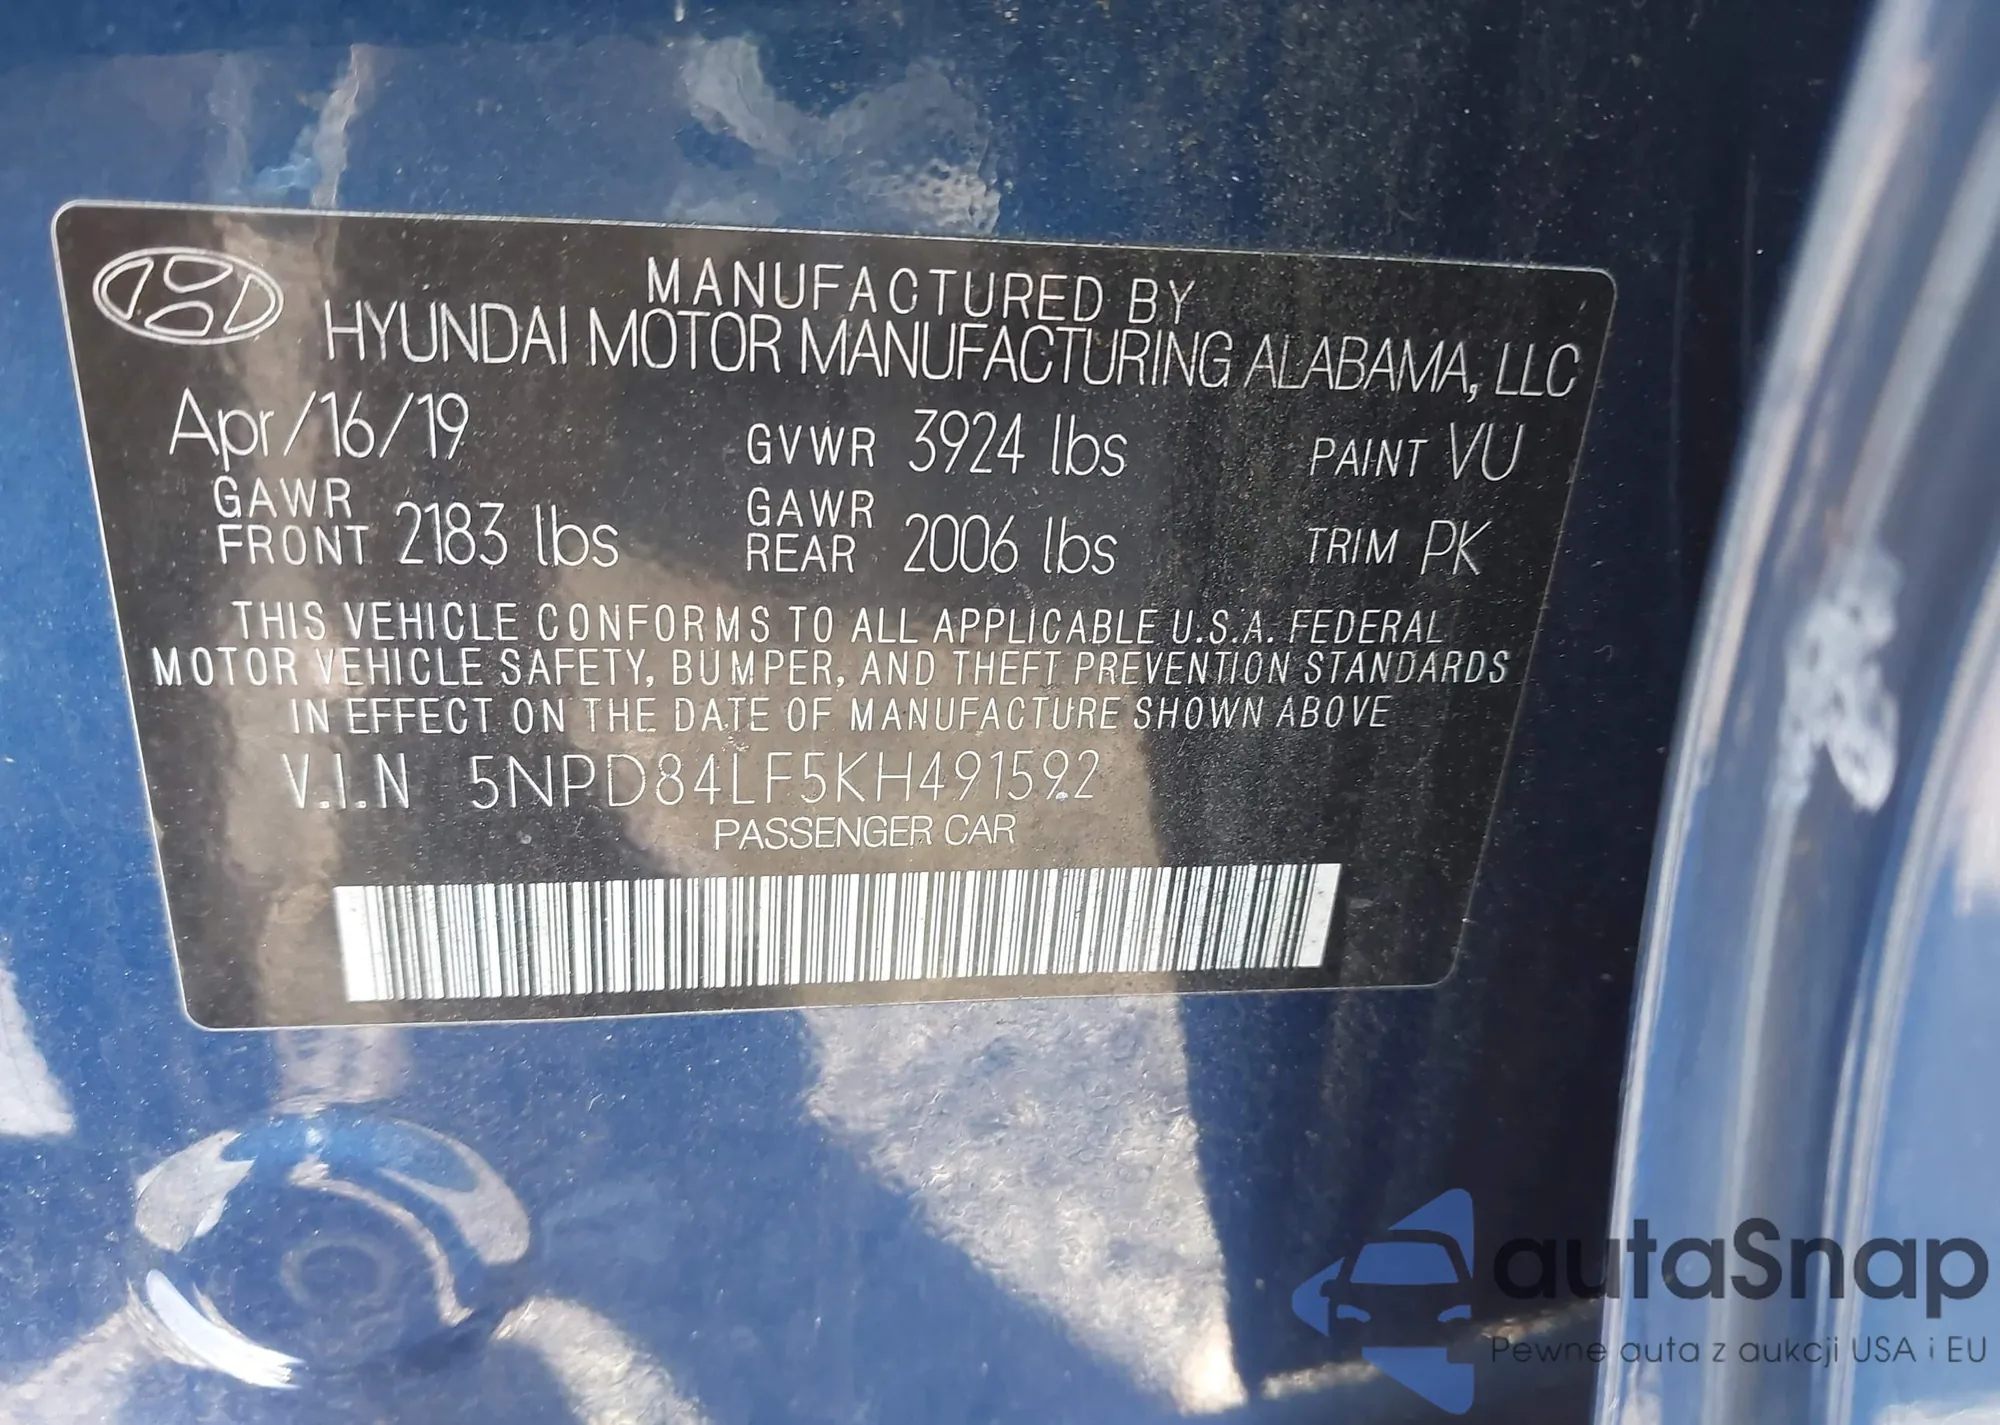 MANUFACTURED BY
HYUNDAI MOTOR MANUFACTURING ALABAMA, LLC
Apr/16/19 GVWR 3924 lbs PAINT VU
GAWR FRONT 2183 lbs GAWR REAR 2006 lbs TRIM PK
THIS VEHICLE CONFORMS TO ALL APPLICABLE U.S.A. FEDERAL
MOTOR VEHICLE SAFETY, BUMPER, AND THEFT PREVENTION STANDARDS
IN EFFECT ON THE DATE OF MANUFACTURE SHOWN ABOVE
V.I.N 5NPD84LF5KH491592
PASSENGER CAR
autaSnap
Pewne auta z aukcji USA i EU